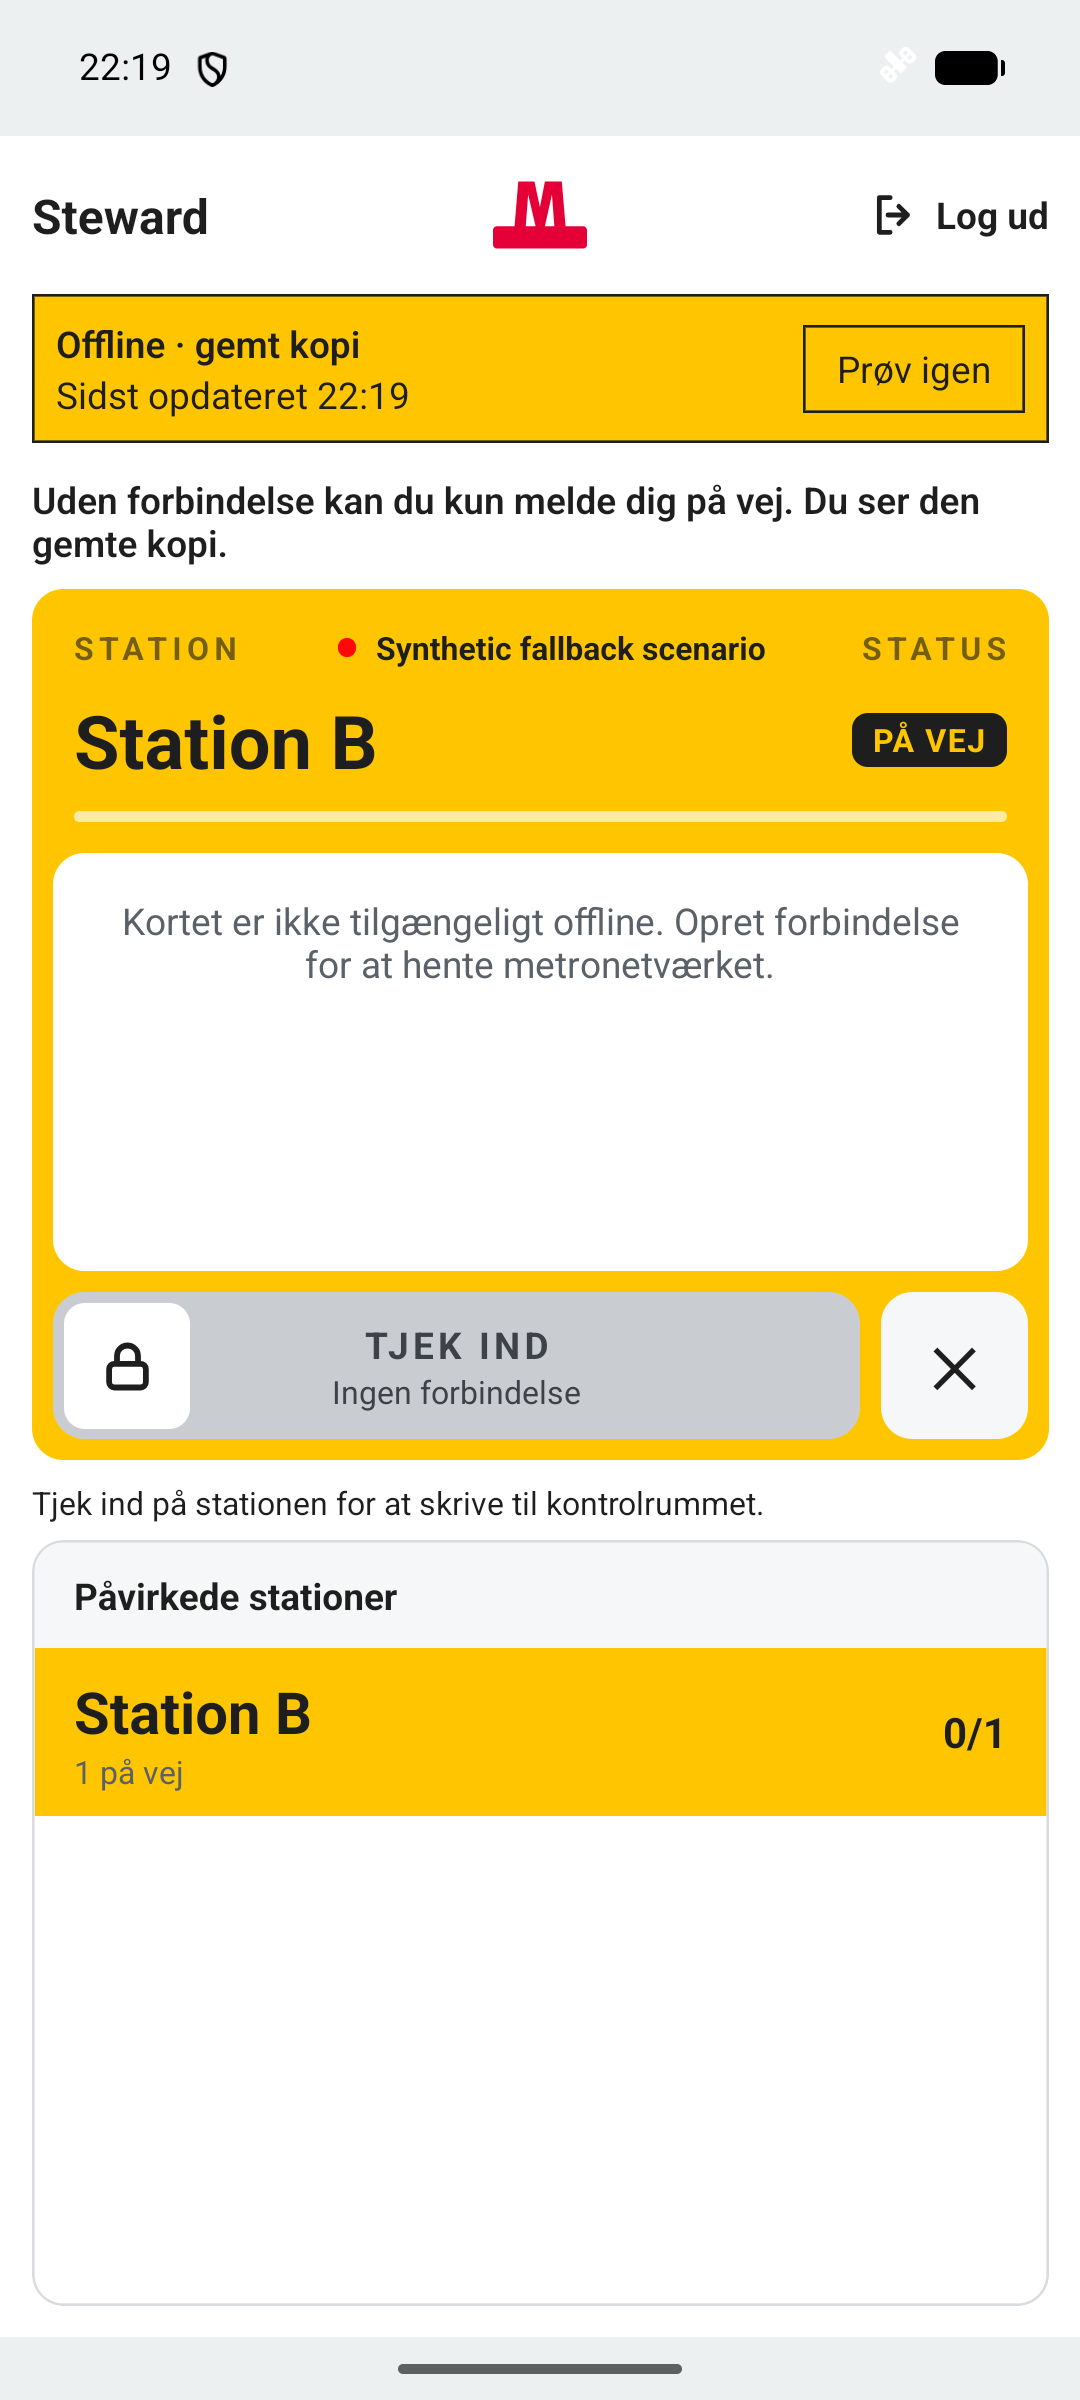 22:19
Steward
M
Log ud
Offline · gemt kopi
Sidst opdateret 22:19
Prøv igen
Uden forbindelse kan du kun melde dig på vej. Du ser den
gemte kopi.
STATION
Synthetic fallback scenario
STATUS
Station B
PÅ VEJ
Kortet er ikke tilgængeligt offline. Opret forbindelse
for at hente metronetværket.
TJEK IND
Ingen forbindelse
Tjek ind på stationen for at skrive til kontrolrummet.
Påvirkede stationer
Station B
0/1
1 på vej